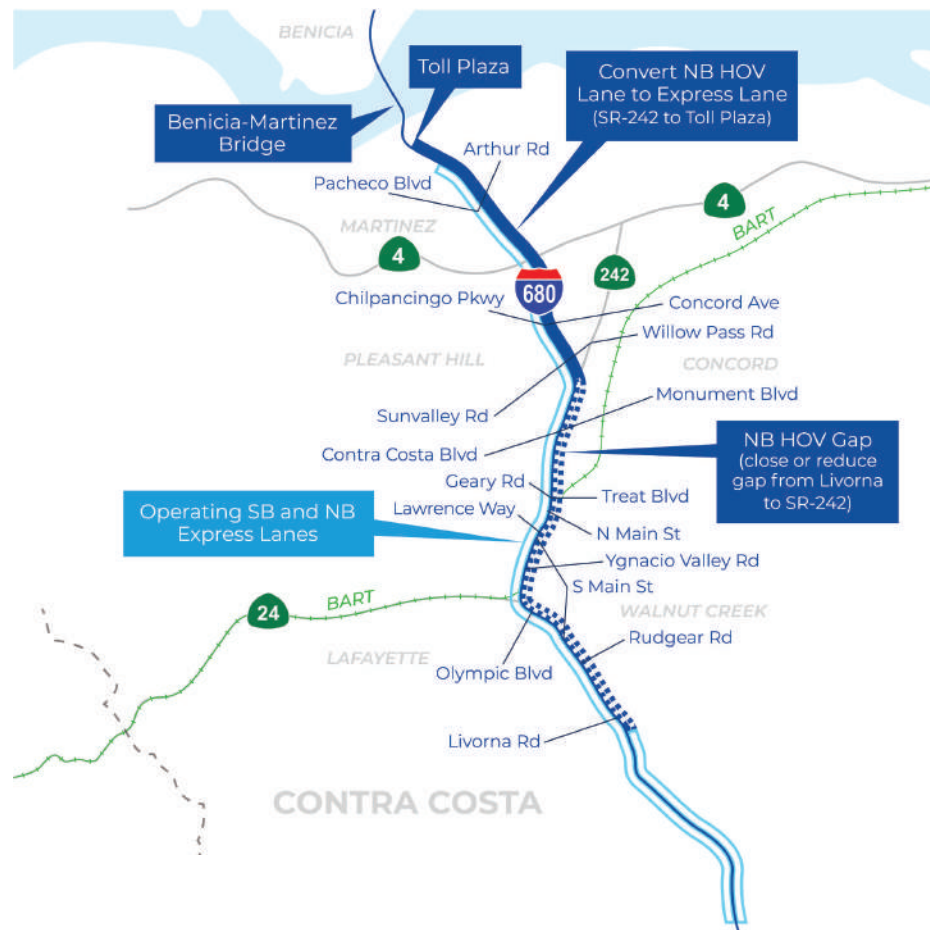 BENICIA
Toll Plaza
Convert NB HOV
Lane to Express Lane
(SR-242 to Toll Plaza)
Benicia-Martinez
Bridge
Arthur Rd
Pacheco Blvd
MARTINEZ
4
4
BART
242
680
Chilpancingo Pkwy
Concord Ave
Willow Pass Rd
PLEASANT HILL
CONCORD
Sunvalley Rd
Monument Blvd
Contra Costa Blvd
NB HOV Gap
(close or reduce
gap from Livorna
to SR-242)
Geary Rd
Treat Blvd
Lawrence Way
N Main St
Operating SB and NB
Express Lanes
Ygnacio Valley Rd
S Main St
BART
24
WALNUT CREEK
Rudgear Rd
LAFAYETTE
Olympic Blvd
Livorna Rd
CONTRA COSTA